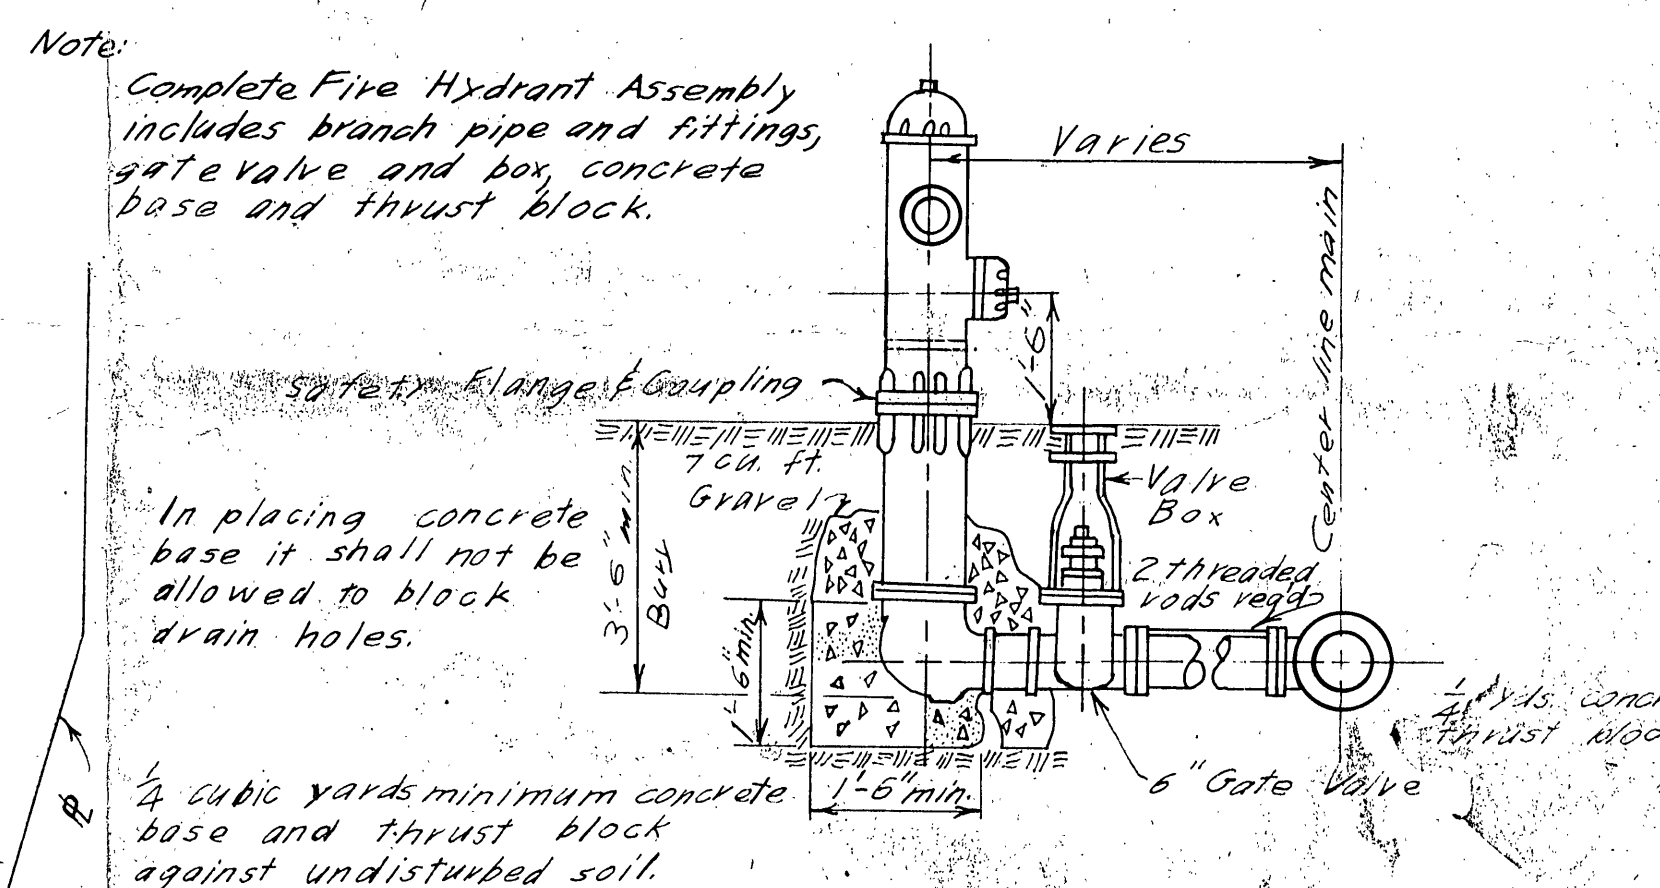 Note:
Complete Fire Hydrant Assembly
includes branch pipe and fittings,
gate valve and box, concrete
base and thrust block.
Varies
Center line main
1'-6"
Safety Flange & Coupling
7 cu. ft.
Gravel
3'-6" min.
Bury
Valve
Box
In placing concrete
base it shall not be
allowed to block
drain holes.
2 threaded
rods reqd
1'-6" min.
1/4 yds. conc
thrust bloc
6" Gate Valve
1'-6" min.
1/4 cubic yards minimum concrete
base and thrust block
against undisturbed soil.